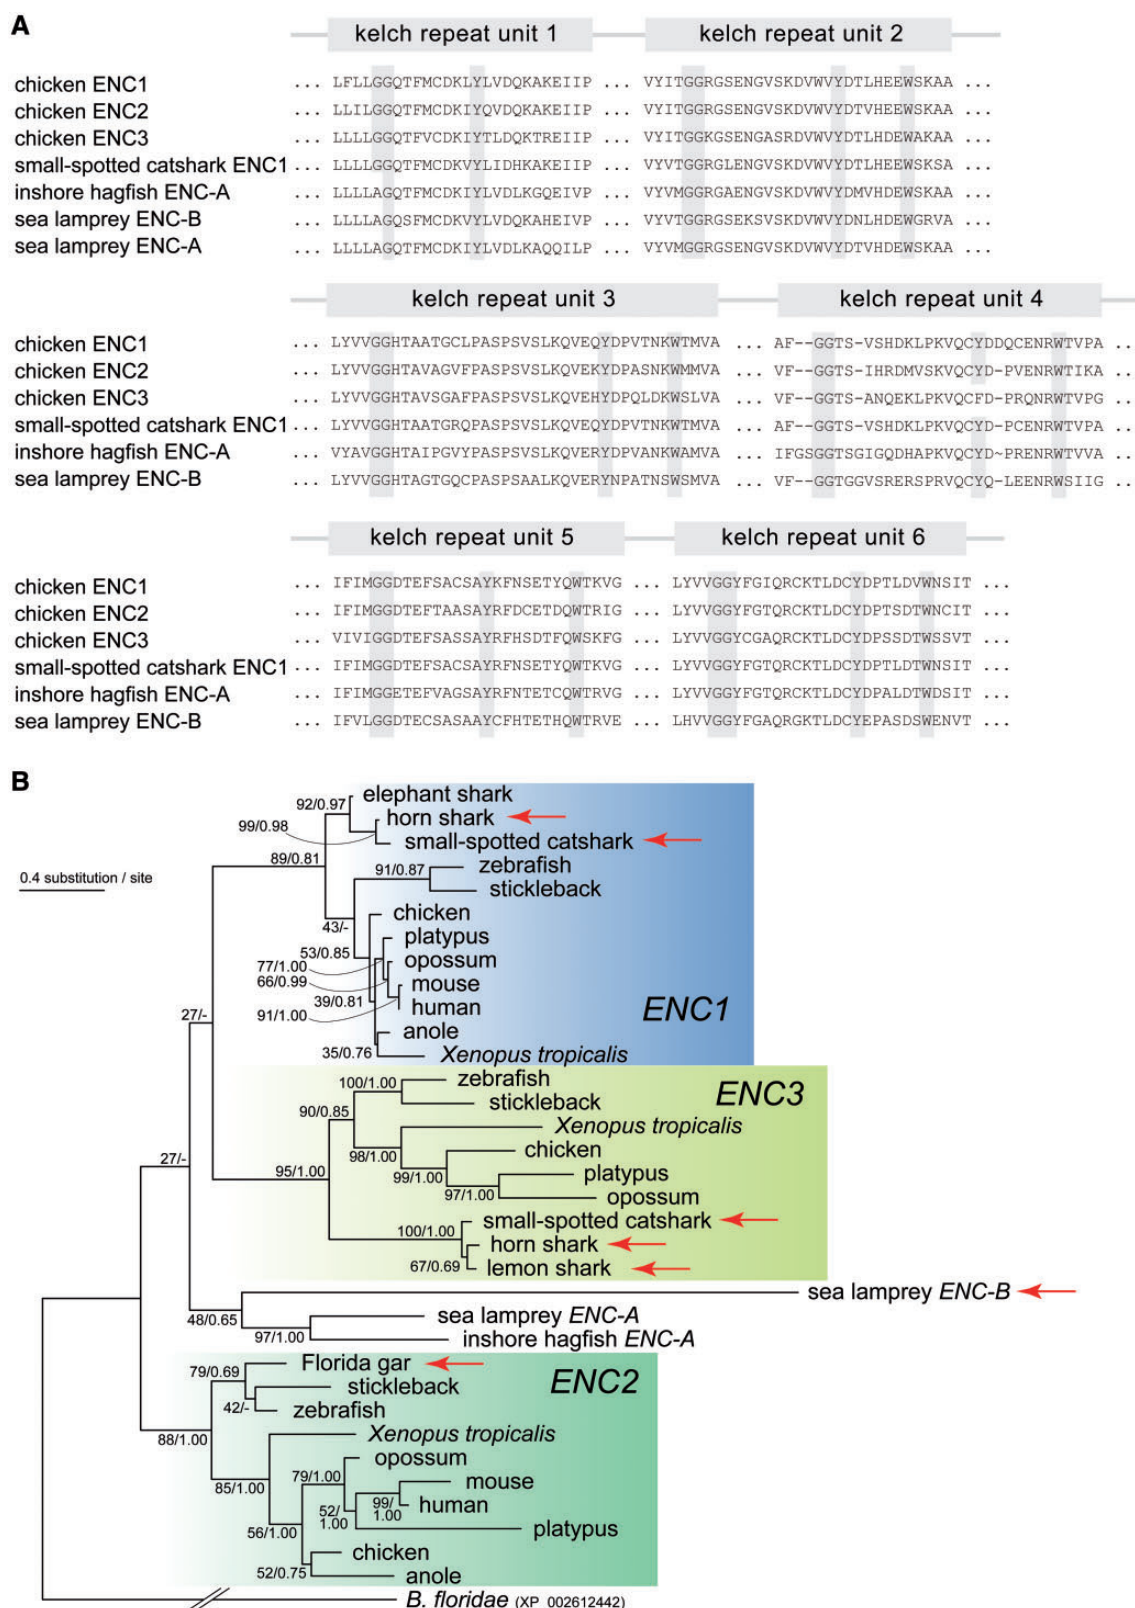 A
kelch repeat unit 1 kelch repeat unit 2
chicken ENC1 ... LFLLGGQTFMCDKLYLVDQKAKEIIP ... VYITGGRGSENGVSKDVWVYDTLHEEWSKAA ...
chicken ENC2 ... LLILGGQTFMCDKIYQVDQKAKEIIP ... VYITGGRGSENGVSKDVWVYDTVHEEWSKAA ...
chicken ENC3 ... LLLLGGQTFVCDKIYTLDQKTREIIP ... VYITGGKGSENGASRDVWVYDTLHDEWAKAA ...
small-spotted catshark ENC1 ... LLLLGGQTFMCDKVYLIDHKAKEIIP ... VYVTGGRGLENGVSKDVWVYDTLHEEWSKSA ...
inshore hagfish ENC-A ... LLLLAGQTFMCDKIYLVDLKGQEIVP ... VYVMGGRGAENGVSKDVWVYDMVHDEWSKAA ...
sea lamprey ENC-B ... LLLLAGQSFMCDKVYLVDQKAHEIVP ... VYVTGGRGSEKSVSKDVWVYDNLHDEWGRVA ...
sea lamprey ENC-A ... LLLLAGQTFMCDKIYLVDLKAQQILP ... VYVMGGRGSENGVSKDVWVYDTVHDEWSKAA ...
kelch repeat unit 3 kelch repeat unit 4
chicken ENC1 ... LYVVGGHTAATGCLPASPSVSLKQVEQYDPVTNKWTMVA ... AF--GGTS-VSHDKLPKVQCYDDQCENRWTVPA ..
chicken ENC2 ... LYVVGGHTAVAGVFPASPSVSLKQVEKYDPASNKWMMVA ... VF--GGTS-IHRDMVSKVQCYD-PVENRWTIKA ..
chicken ENC3 ... LYVVGGHTAVSGAFPASPSVSLKQVEHYDPQLDKWSLVA ... VF--GGTS-ANQEKLPKVQCFD-PRQNRWTVPG ..
small-spotted catshark ENC1 ... LYVVGGHTAATGRQPASPSVSLKQVEQYDPVTNKWTMVA ... AF--GGTS-VSHDKLPKVQCYD-PCENRWTVPA ..
inshore hagfish ENC-A ... VYAVGGHTAIPGVYPASPSVSLKQVERYDPVANKWAMVA ... IFGSGGTSGIGQDHAPKVQCYD~PRENRWTVVA ..
sea lamprey ENC-B ... LYVVGGHTAGTGQCPASPSAALKQVERYNPATNSWSMVA ... VF--GGTGGVSRERSPRVQCYQ-LEENRWSIIG ..
kelch repeat unit 5 kelch repeat unit 6
chicken ENC1 ... IFIMGGDTEFSACSAYKFNSETYQWTKVG ... LYVVGGYFGIQRCKTLDCYDPTLDVWNSIT ...
chicken ENC2 ... IFIMGGDTEFTAASAYRFDCETDQWTRIG ... LYVVGGYFGTQRCKTLDCYDPTSDTWNCIT ...
chicken ENC3 ... VIVIGGDTEFSASSAYRFHSDTFQWSKFG ... LYVVGGYCGAQRCKTLDCYDPSSDTWSSVT ...
small-spotted catshark ENC1 ... IFIMGGDTEFSACSAYRFNSETYQWTKVG ... LYVVGGYFGTQRCKTLDCYDPTLDTWNSIT ...
inshore hagfish ENC-A ... IFIMGGETEFVAGSAYRFNTETCQWTRVG ... LYVVGGYFGTQRCKTLDCYDPALDTWDSIT ...
sea lamprey ENC-B ... IFVLGGDTECSASAAYCFHTETHQWTRVE ... LHVVGGYFGAQRGKTLDCYEPASDSWENVT ...
B
0.4 substitution / site
elephant shark
92/0.97
horn shark
99/0.98
small-spotted catshark
89/0.81
91/0.87 zebrafish
stickleback
chicken
43/-
platypus
53/0.85
opossum
77/1.00
66/0.99 mouse
39/0.81
human
91/1.00
ENC1
anole
35/0.76 Xenopus tropicalis
27/-
zebrafish
100/1.00
ENC3
stickleback
90/0.85
Xenopus tropicalis
chicken
98/1.00
27/-
95/1.00
99/1.00 platypus
97/1.00 opossum
small-spotted catshark
100/1.00
horn shark
67/0.69 lemon shark
sea lamprey ENC-B
48/0.65 sea lamprey ENC-A
97/1.00 inshore hagfish ENC-A
Florida gar
79/0.69
ENC2
stickleback
42/- zebrafish
Xenopus tropicalis
88/1.00
opossum
79/1.00
85/1.00 mouse
99/1.00 human
52/1.00
platypus
56/1.00
chicken
52/0.75 anole
B. floridae (XP_002612442)